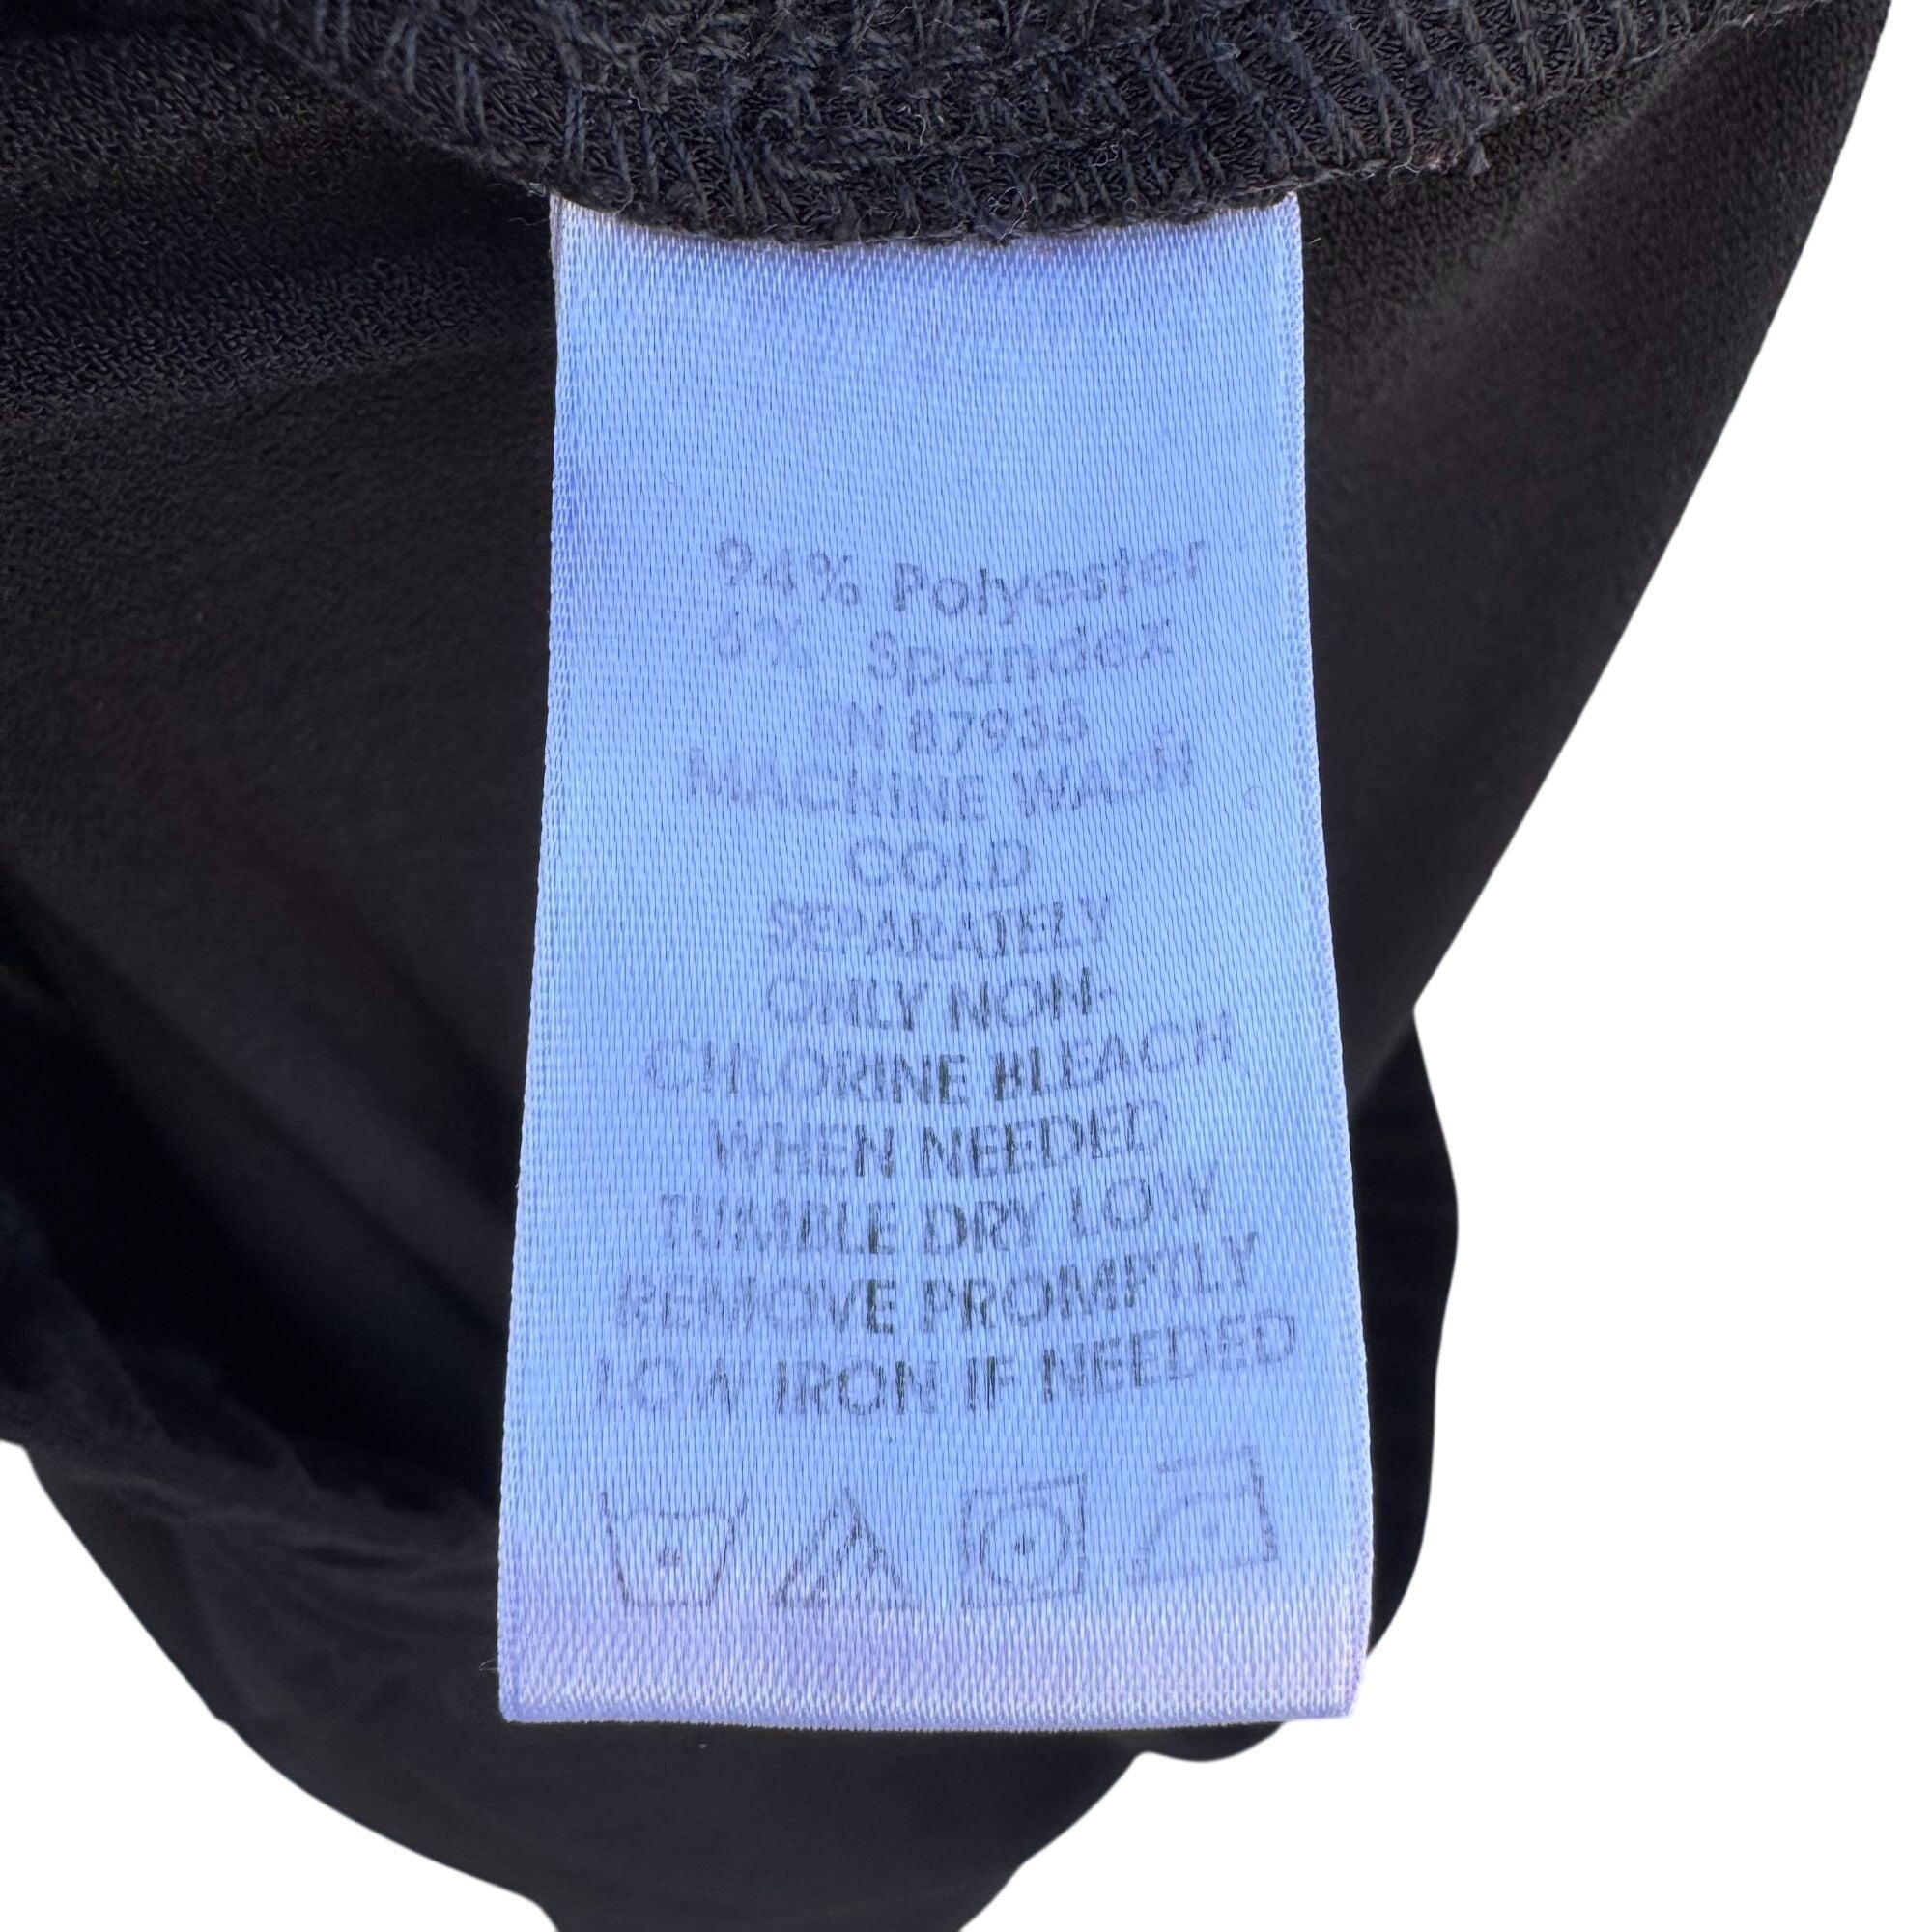 94% Polyester
6% Spandex
RN 87935
MACHINE WASH
COLD
SEPARATELY
ONLY NON-
CHLORINE BLEACH
WHEN NEEDED
TUMBLE DRY LOW
REMOVE PROMPTLY
LOW IRON IF NEEDED